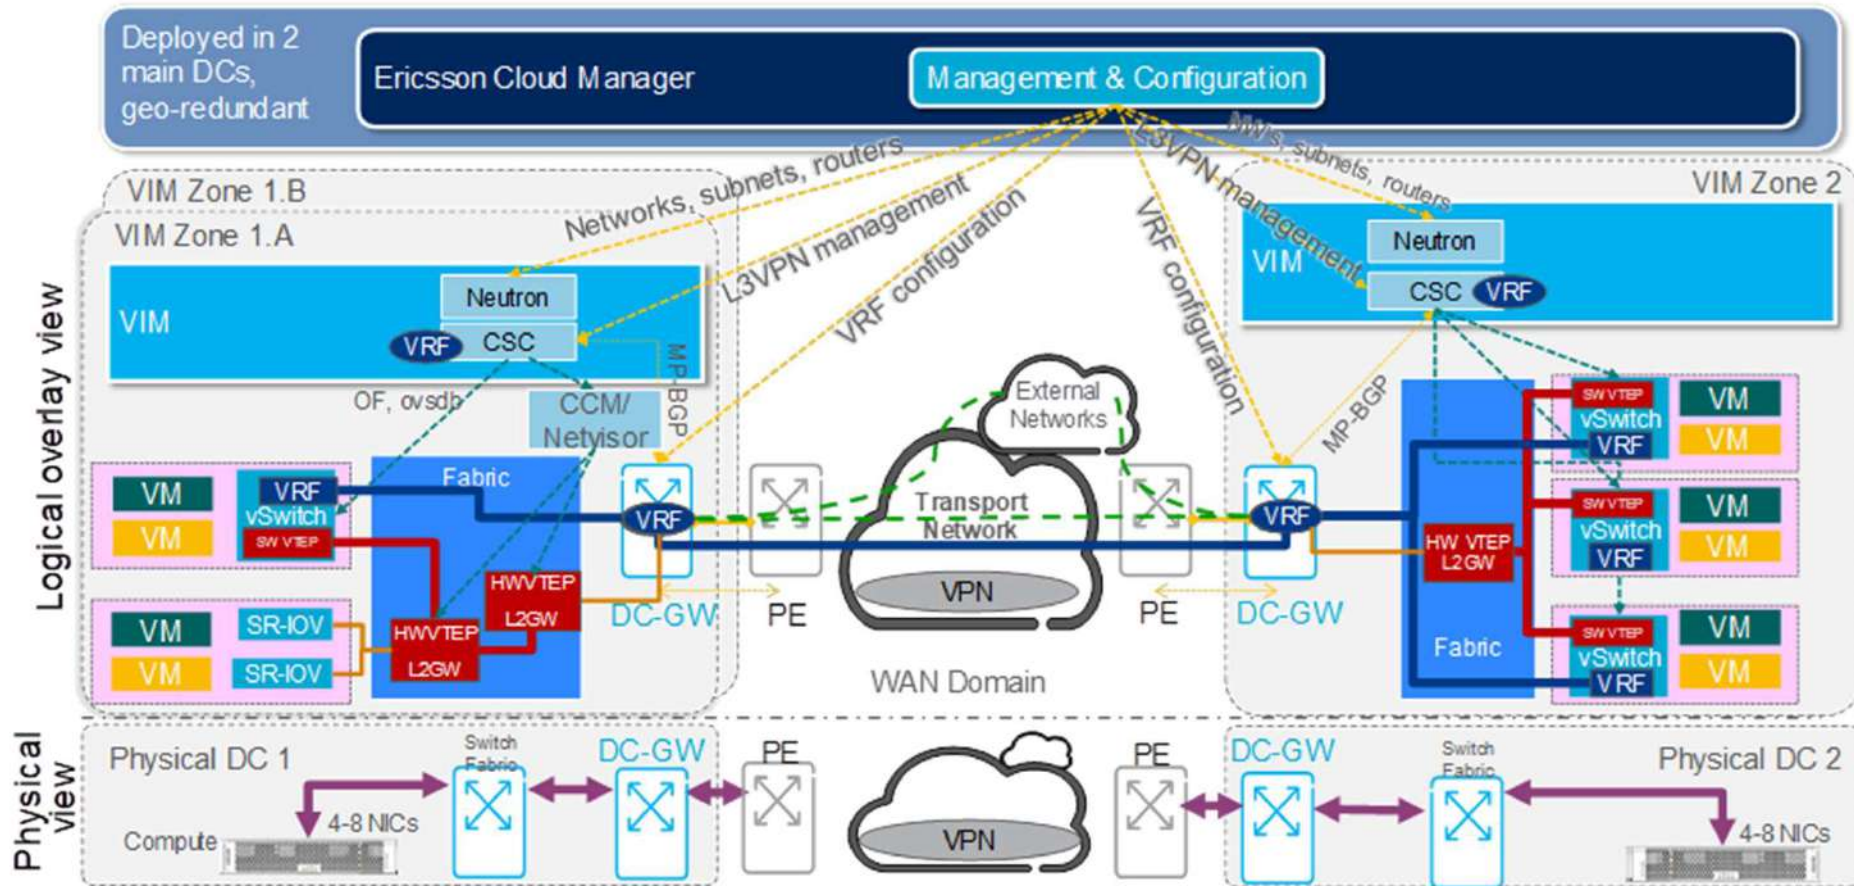 Deployed in 2
main DCs,
geo-redundant
Ericsson Cloud Manager
Management & Configuration
Networks, subnets, routers
L3VPN management
VRF configuration
VRF configuration
L3VPN management
NW's, subnets, routers
Logical overlay view
VIM Zone 1.B
VIM Zone 1.A
VIM
Neutron
CSC
VRF
MP-BGP
OF, ovsdb
CCM/
Netvisor
Fabric
VM
VM
VRF
vSwitch
SW VTEP
VM
VM
SR-IOV
SR-IOV
HWVTEP
L2GW
HWVTEP
L2GW
VRF
DC-GW
PE
External
Networks
Transport
Network
VPN
WAN Domain
PE
DC-GW
VRF
MP-BGP
VIM Zone 2
VIM
Neutron
CSC
VRF
Fabric
HW VTEP
L2GW
SW VTEP
vSwitch
VRF
VM
VM
SW VTEP
vSwitch
VRF
VM
VM
SW VTEP
vSwitch
VRF
VM
VM
Physical
view
Physical DC 1
Compute
4-8 NICs
Switch
Fabric
DC-GW
PE
VPN
PE
DC-GW
Switch
Fabric
Physical DC 2
4-8 NICs